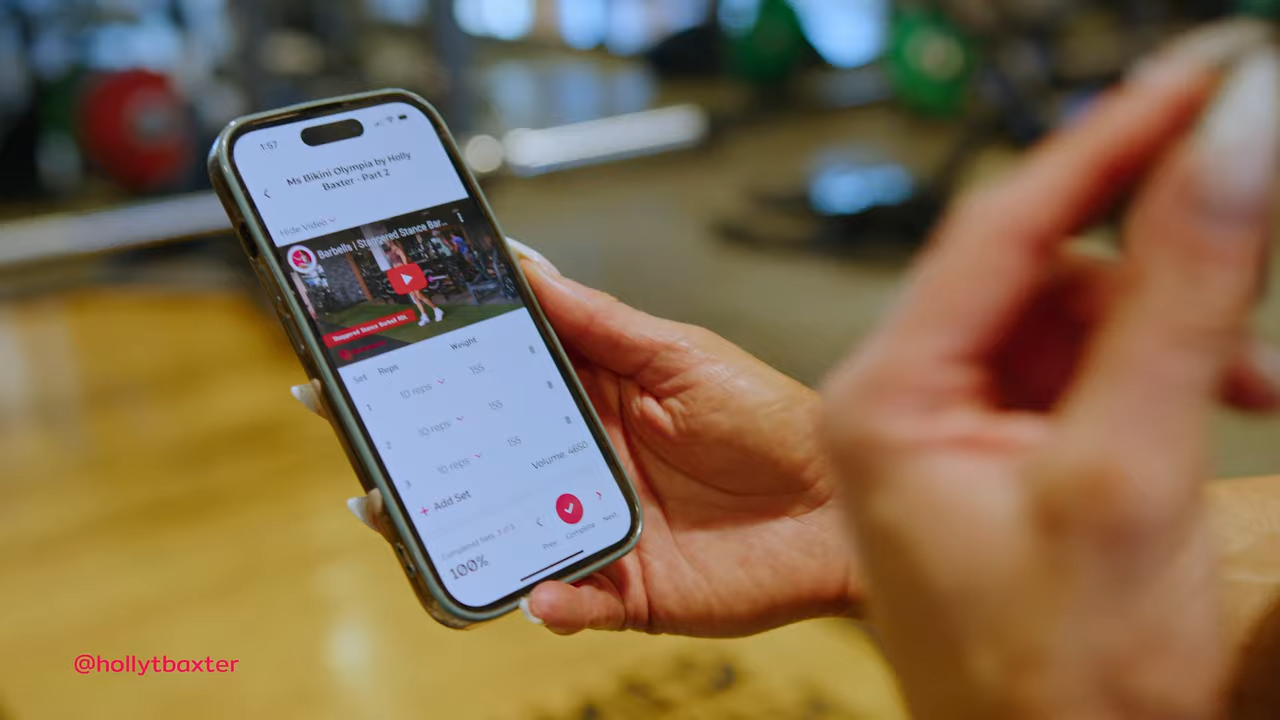 1:57
Ms Bikini Olympia by Holly
Baxter - Part 2
Hide Video
Barbells | Staggered Stance Bar...
Staggered Stance Barbell RDL
Set Reps Weight
1 10 reps 155
2 10 reps 155
3 10 reps 155
Volume: 4650
+ Add Set
Completed Sets 3 of 3
100%
Prev Complete Next
@hollytbaxter